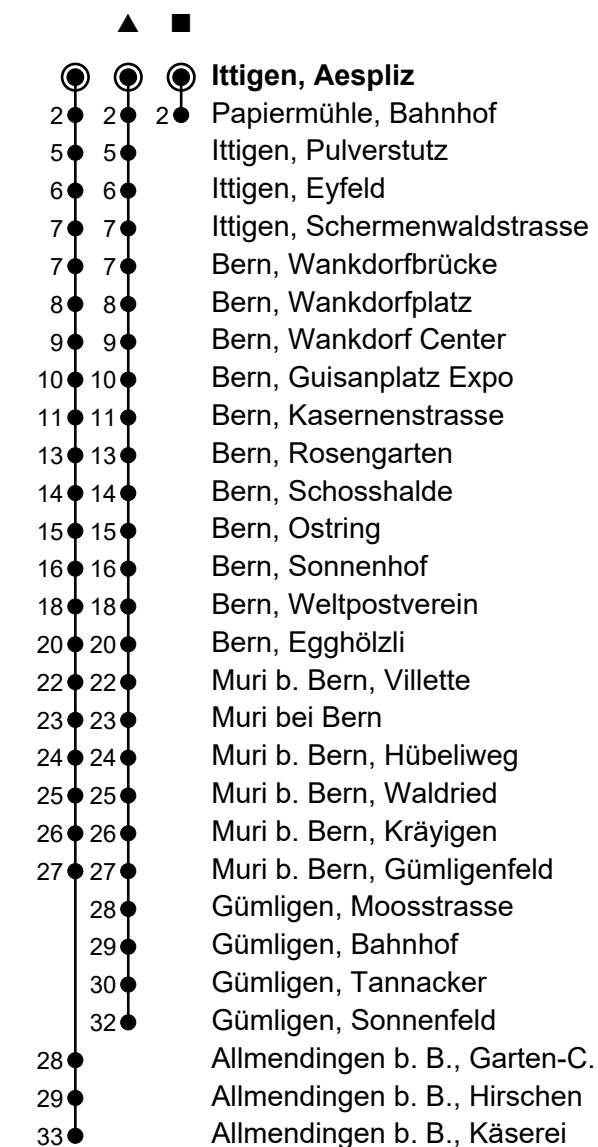 ▲ ■
Ittigen, Aespliz
2 2 2 Papiermühle, Bahnhof
5 5 Ittigen, Pulverstutz
6 6 Ittigen, Eyfeld
7 7 Ittigen, Schermenwaldstrasse
7 7 Bern, Wankdorfbrücke
8 8 Bern, Wankdorfplatz
9 9 Bern, Wankdorf Center
10 10 Bern, Guisanplatz Expo
11 11 Bern, Kasernenstrasse
13 13 Bern, Rosengarten
14 14 Bern, Schosshalde
15 15 Bern, Ostring
16 16 Bern, Sonnenhof
18 18 Bern, Weltpostverein
20 20 Bern, Egghölzli
22 22 Muri b. Bern, Villette
23 23 Muri bei Bern
24 24 Muri b. Bern, Hübeliweg
25 25 Muri b. Bern, Waldried
26 26 Muri b. Bern, Kräyigen
27 27 Muri b. Bern, Gümligenfeld
28 Gümligen, Moosstrasse
29 Gümligen, Bahnhof
30 Gümligen, Tannacker
32 Gümligen, Sonnenfeld
28 Allmendingen b. B., Garten-C.
29 Allmendingen b. B., Hirschen
33 Allmendingen b. B., Käserei